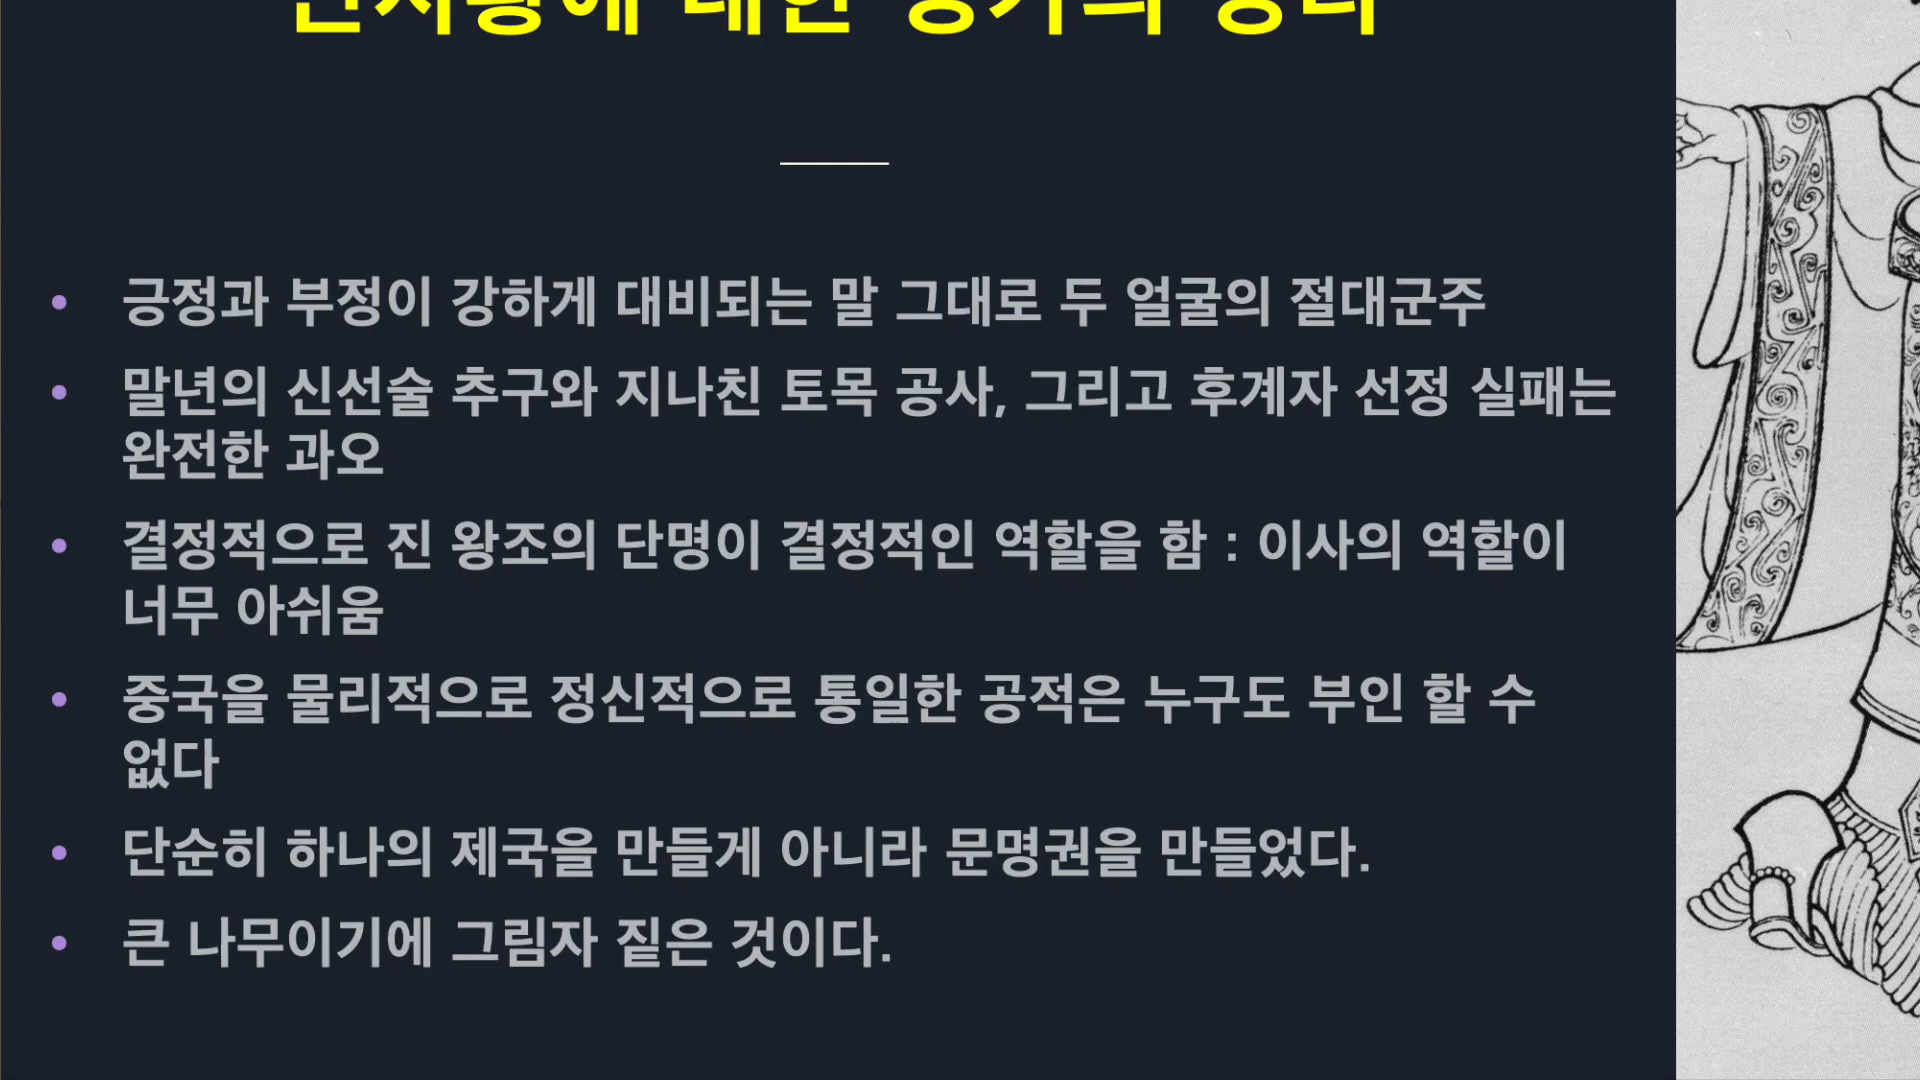 긍정과 부정이 강하게 대비되는 말 그대로 두 얼굴의 절대군주
말년의 신선술 추구와 지나친 토목 공사, 그리고 후계자 선정 실패는
완전한 과오
결정적으로 진 왕조의 단명이 결정적인 역할을 함 : 이사의 역할이
너무 아쉬움
중국을 물리적으로 정신적으로 통일한 공적은 누구도 부인 할 수
없다
단순히 하나의 제국을 만들게 아니라 문명권을 만들었다.
큰 나무이기에 그림자 짙은 것이다.